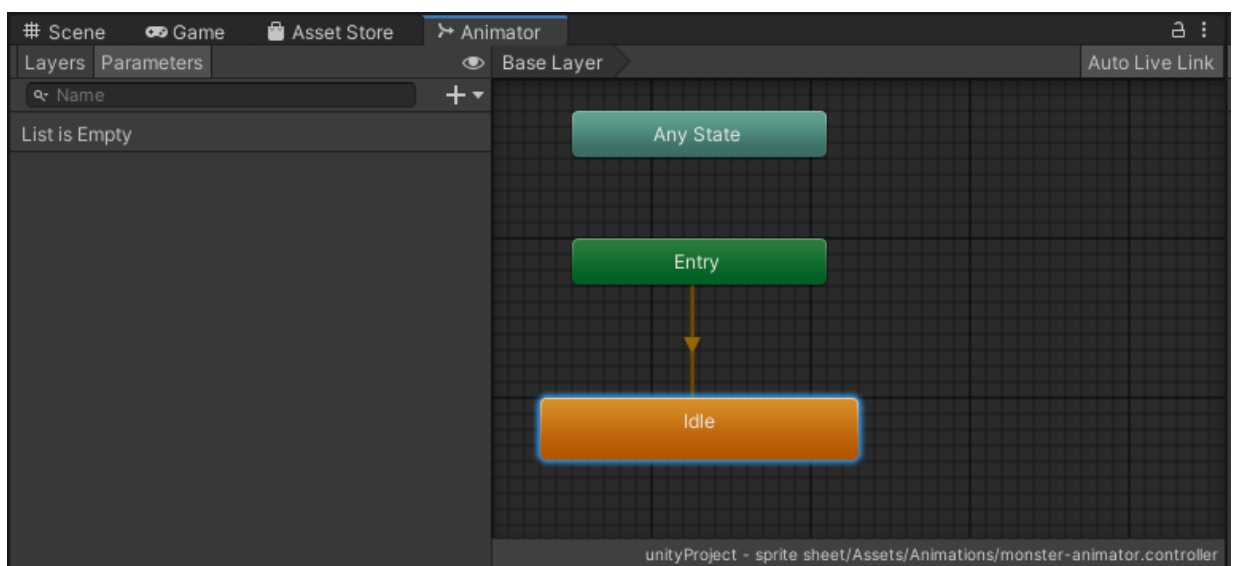 Scene Game Asset Store Animator
Layers Parameters Base Layer Auto Live Link
Name
List is Empty
Any State
Entry
Idle
unityProject - sprite sheet/Assets/Animations/monster-animator.controller